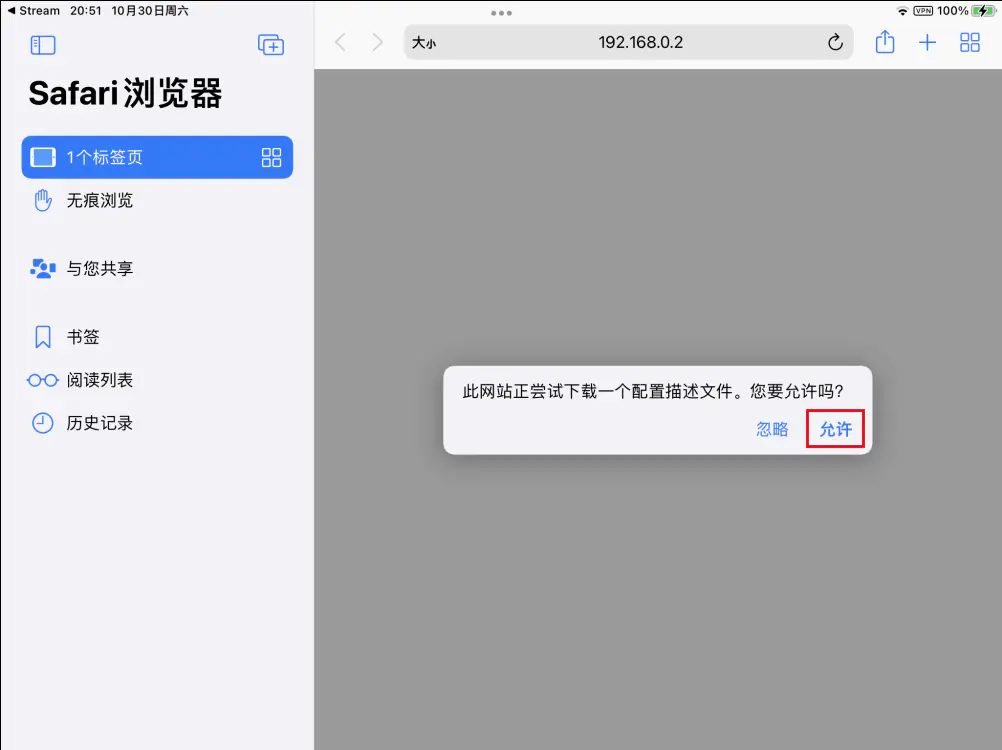 Stream 20:51 10月30日周六
VPN 100%
大小
192.168.0.2
Safari浏览器
1个标签页
无痕浏览
与您共享
书签
阅读列表
历史记录
此网站正尝试下载一个配置描述文件。您要允许吗?
忽略 允许